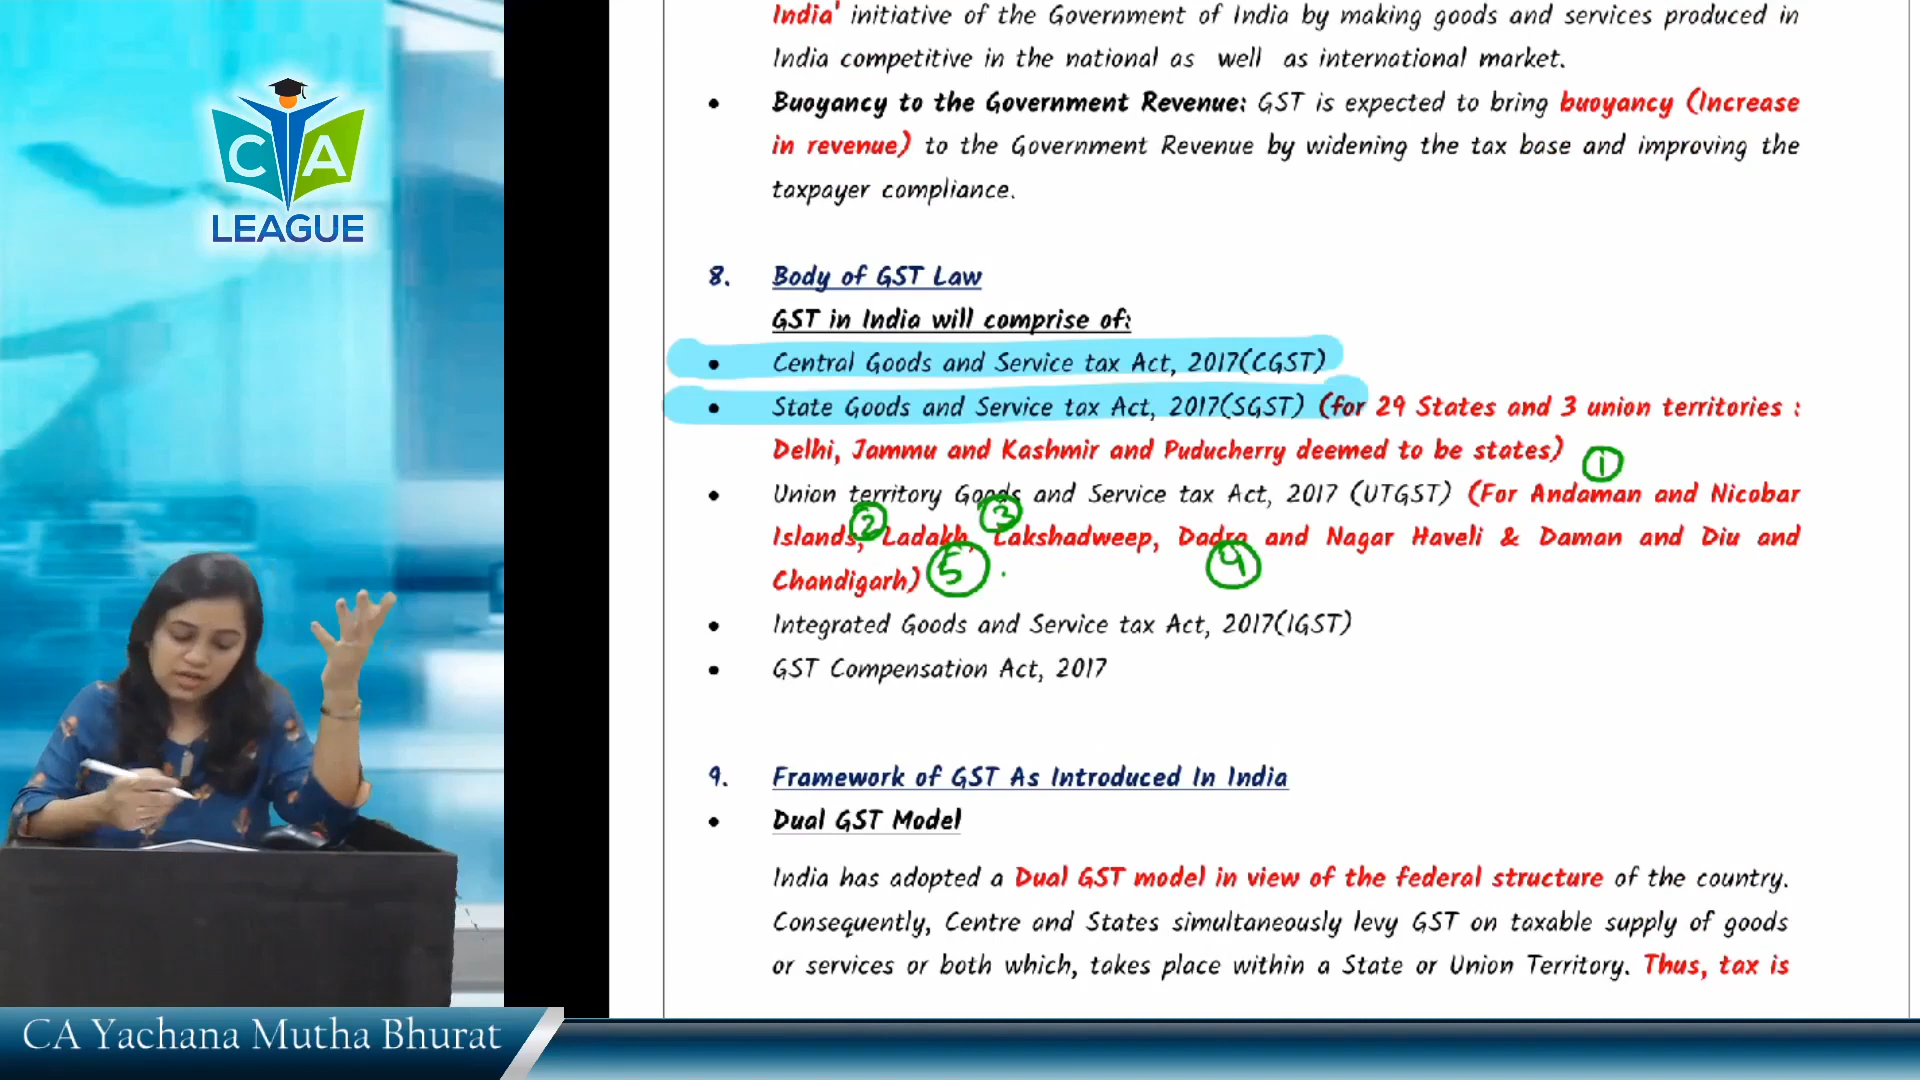 CA
LEAGUE
India' initiative of the Government of India by making goods and services produced in
India competitive in the national as well as international market.
• Buoyancy to the Government Revenue: GST is expected to bring buoyancy (Increase
in revenue) to the Government Revenue by widening the tax base and improving the
taxpayer compliance.
8. Body of GST Law
GST in India will comprise of:
• Central Goods and Service tax Act, 2017(CGST)
• State Goods and Service tax Act, 2017(SGST) (for 29 States and 3 union territories :
Delhi, Jammu and Kashmir and Puducherry deemed to be states)
1
• Union territory Goods and Service tax Act, 2017 (UTGST) (For Andaman and Nicobar
2 3
Islands, Ladakh, Lakshadweep, Dadra and Nagar Haveli & Daman and Diu and
Chandigarh) 5 4
• Integrated Goods and Service tax Act, 2017(IGST)
• GST Compensation Act, 2017
9. Framework of GST As Introduced In India
• Dual GST Model
India has adopted a Dual GST model in view of the federal structure of the country.
Consequently, Centre and States simultaneously levy GST on taxable supply of goods
or services or both which, takes place within a State or Union Territory. Thus, tax is
CA Yachana Mutha Bhurat